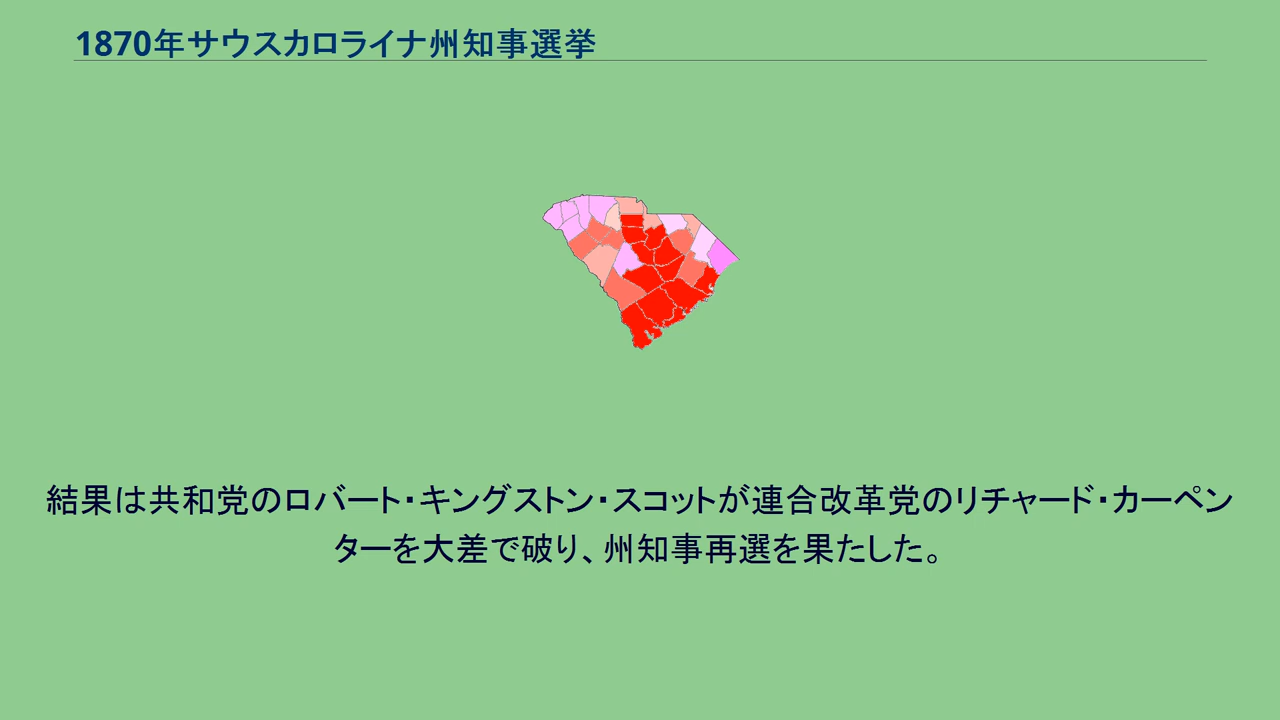 1870年サウスカロライナ州知事選挙
結果は共和党のロバート・キングストン・スコットが連合改革党のリチャード・カーペン
ターを大差で破り、州知事再選を果たした。